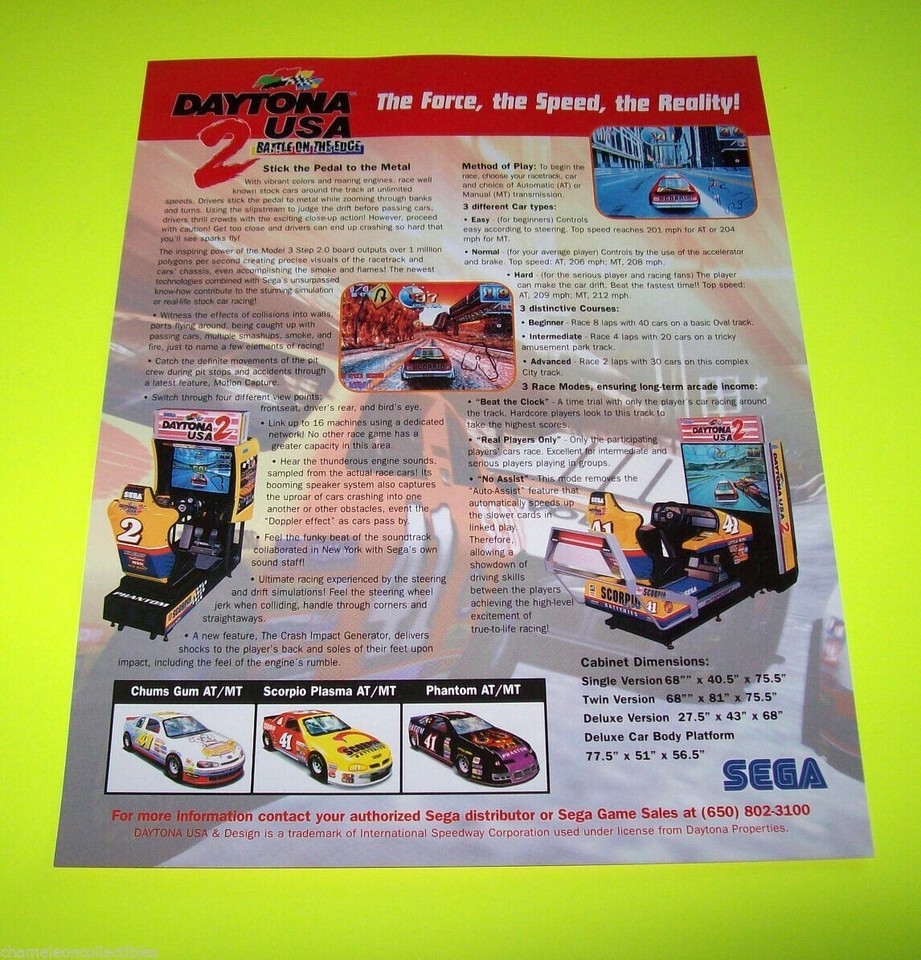 DAYTONA
USA
2
BATTLE ON THE EDGE
The Force, the Speed, the Reality!
Stick the Pedal to the Metal
With vibrant colors and roaring engines, race well
known stock cars around the track at unlimited
speeds. Drivers stick the pedal to metal while zooming through banks
and turns. Using the slipstream to judge the drift before passing cars,
drivers thrill crowds with the exciting close-up action! However, proceed
with caution! Get too close and drivers can end up crashing so hard that
you'll see sparks fly!
The inspiring power of the Model 3 Step 2.0 board outputs over 1 million
polygons per second creating precise visuals of the racetrack and
cars' chassis, even accomplishing the smoke and flames! The newest
technologies combined with Sega's unsurpassed
know-how contribute to the stunning simulation
or real-life stock car racing!
• Witness the effects of collisions into walls,
parts flying around, being caught up with
passing cars, multiple smashups, smoke, and
fire, just to name a few elements of racing!
• Catch the definite movements of the pit
crew during pit stops and accidents through
a latest feature, Motion Capture.
• Switch through four different view points:
frontseat, driver's rear, and bird's eye.
• Link up to 16 machines using a dedicated
network! No other race game has a
greater capacity in this area.
• Hear the thunderous engine sounds,
sampled from the actual race cars! Its
booming speaker system also captures
the uproar of cars crashing into one
another or other obstacles, event the
"Doppler effect" as cars pass by.
• Feel the funky beat of the soundtrack
collaborated in New York with Sega's own
sound staff!
• Ultimate racing experienced by the steering
and drift simulations! Feel the steering wheel
jerk when colliding, handle through corners and
straightaways.
• A new feature, The Crash Impact Generator, delivers
shocks to the player's back and soles of their feet upon
impact, including the feel of the engine's rumble.
Method of Play: To begin the
race, choose your racetrack, car
and choice of Automatic (AT) or
Manual (MT) transmission.
3 different Car types:
• Easy - (for beginners) Controls
easy according to steering. Top speed reaches 201 mph for AT or 204
mph for MT.
• Normal - (for your average player) Controls by the use of the accelerator
and brake. Top speed: AT, 206 mph; MT, 208 mph.
• Hard - (for the serious player and racing fans) The player
can make the car drift. Beat the fastest time!! Top speed:
AT, 209 mph; MT, 212 mph.
3 distinctive Courses:
• Beginner - Race 8 laps with 40 cars on a basic Oval track.
• Intermediate - Race 4 laps with 20 cars on a tricky
amusement park track.
• Advanced - Race 2 laps with 30 cars on this complex
City track.
3 Race Modes, ensuring long-term arcade income:
• "Beat the Clock" - A time trial with only the player's car racing around
the track. Hardcore players look to this track to
take the highest scores.
• "Real Players Only" - Only the participating
players' cars race. Excellent for intermediate and
serious players playing in groups.
• "No Assist" - This mode removes the
"Auto-Assist" feature that
automatically speeds up
the slower cards in
linked play.
Therefore,
allowing a
showdown of
driving skills
between the players
achieving the high-level
excitement of
true-to-life racing!
SEGA
DAYTONA
USA 2
2
PHANTOM
SCORPIO
DAYTONA
USA 2
DAYTONA USA 2
SEGA
41
41
SCORPIO
BATTERIES
41
SCORPIO
Cabinet Dimensions:
Single Version 68"" x 40.5" x 75.5"
Twin Version 68"" x 81" x 75.5"
Deluxe Version 27.5" x 43" x 68"
Deluxe Car Body Platform
77.5" x 51" x 56.5"
SEGA
Chums Gum AT/MT Scorpio Plasma AT/MT Phantom AT/MT
41 41 41
For more information contact your authorized Sega distributor or Sega Game Sales at (650) 802-3100
DAYTONA USA & Design is a trademark of International Speedway Corporation used under license from Daytona Properties.
chameleoncollectibles